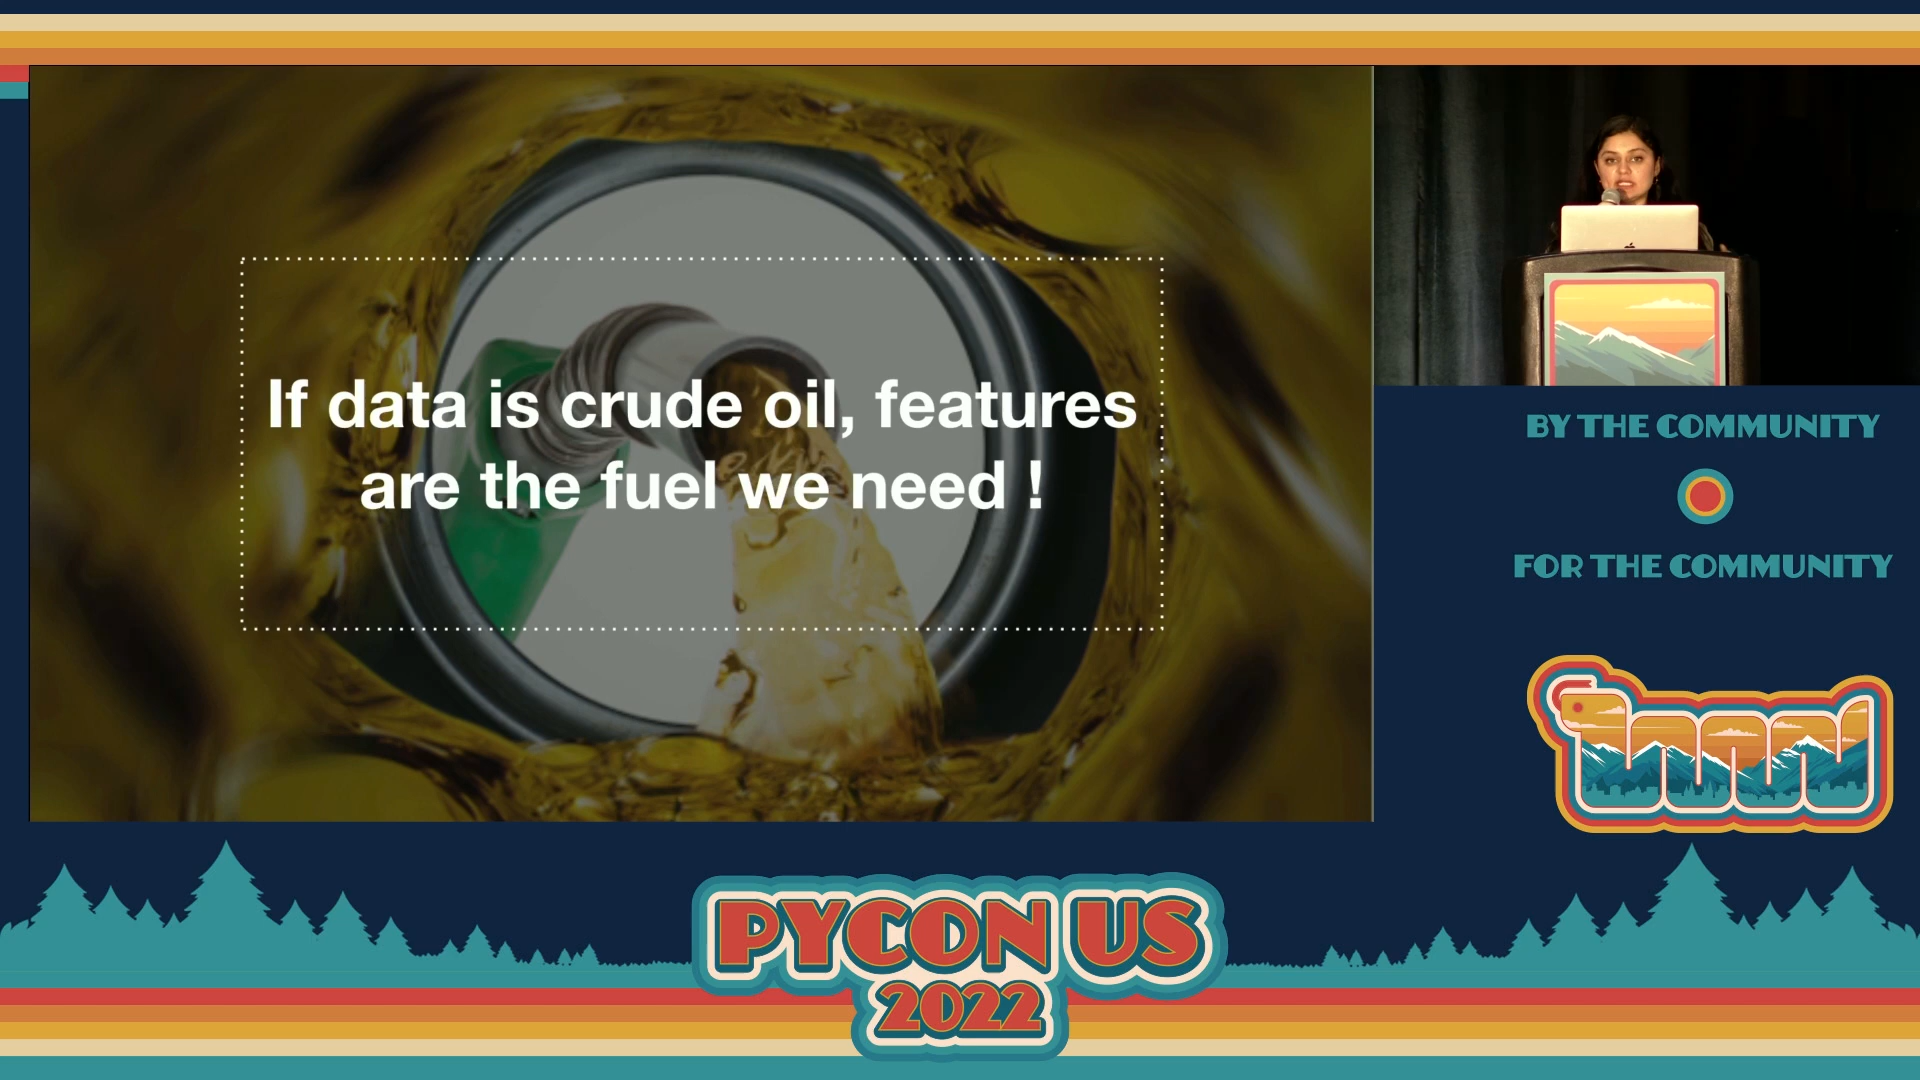 If data is crude oil, features
are the fuel we need !
BY THE COMMUNITY
FOR THE COMMUNITY
PYCON US
2022